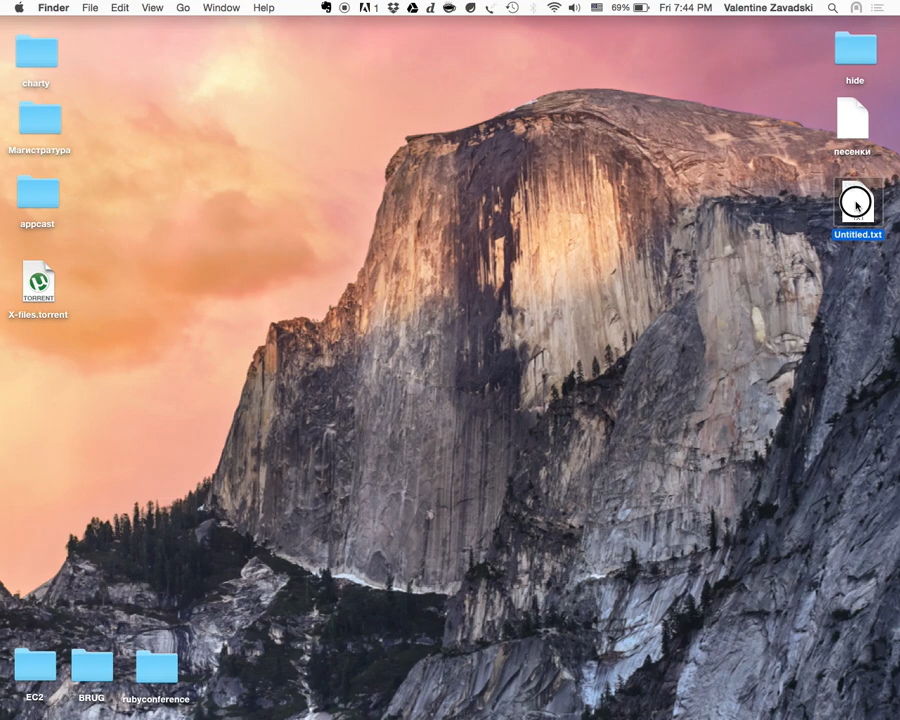 Finder File Edit View Go Window Help 1 69% Fri 7:44 PM Valentine Zavadski
charty
Магистратура
appcast
TORRENT
X-files.torrent
hide
песенки
Untitled.txt
EC2 BRUG rubyconference